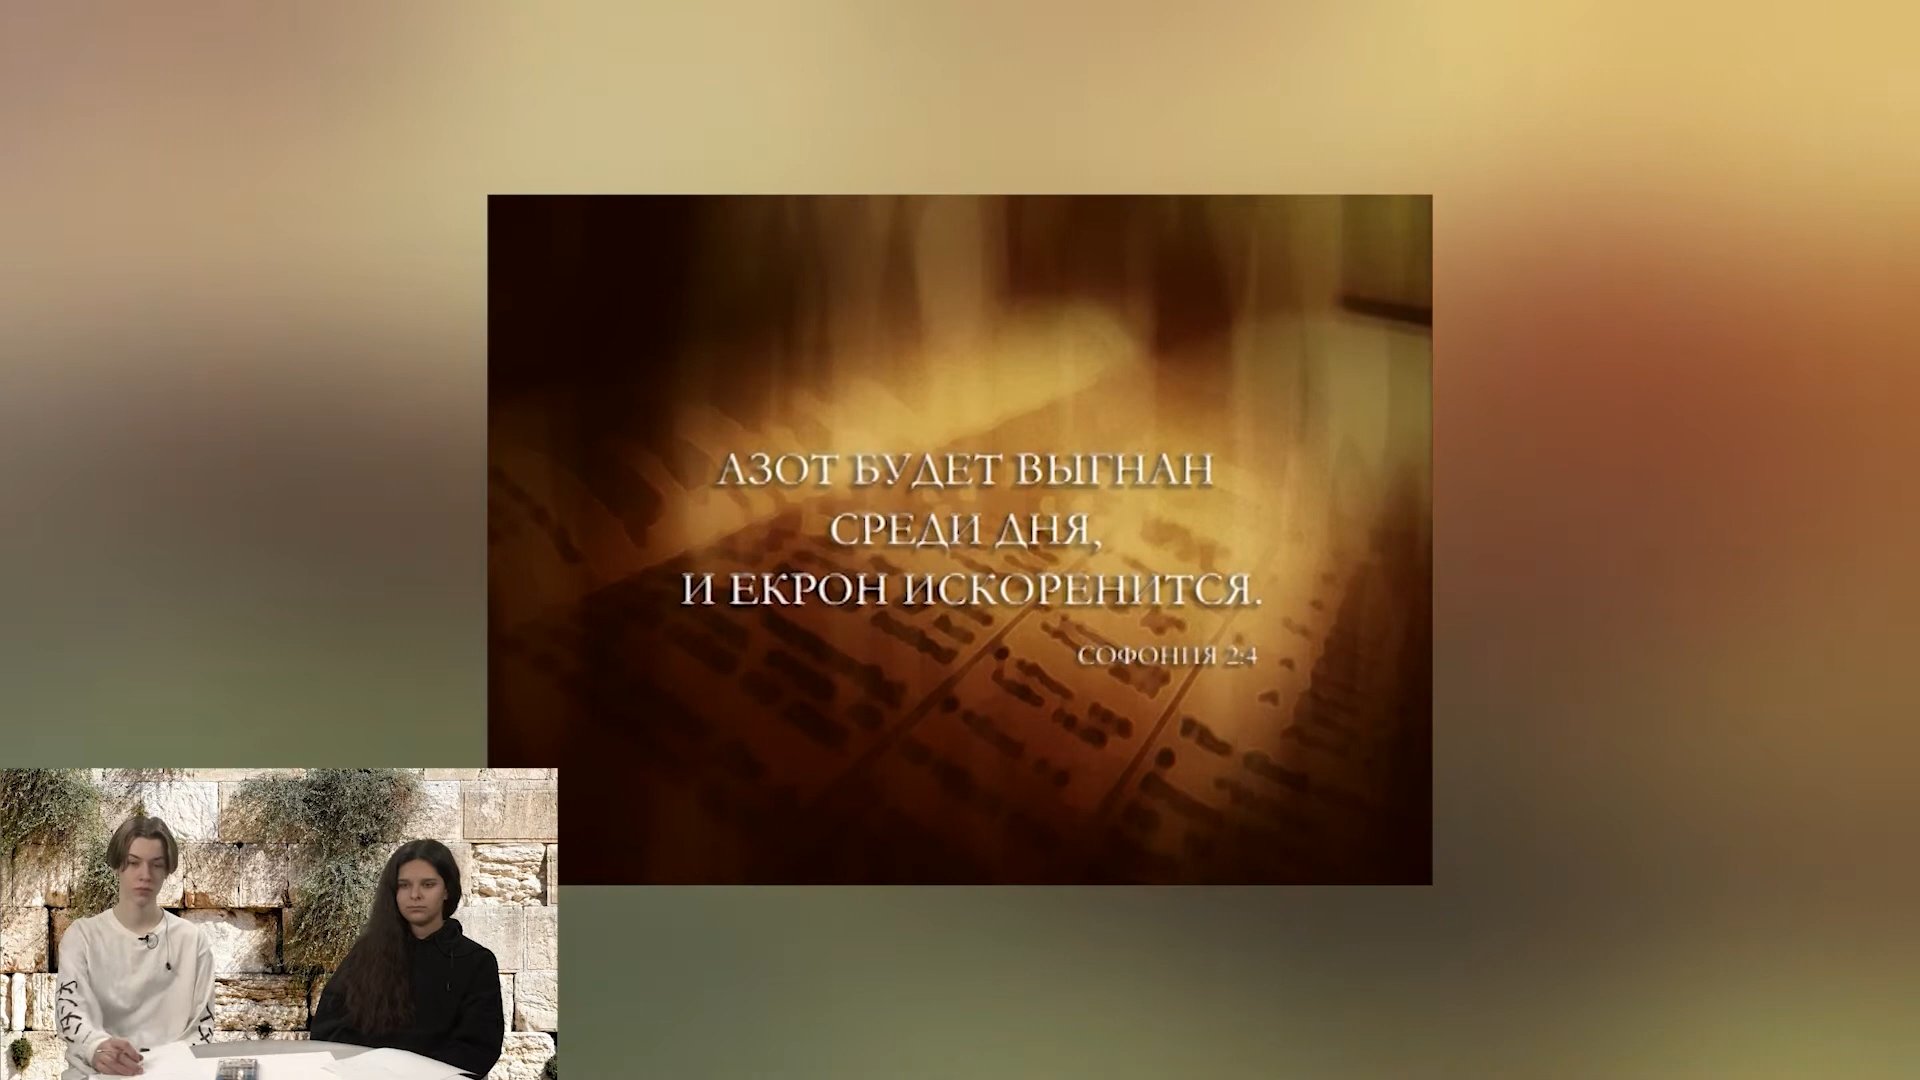 АЗОТ БУДЕТ ВЫГНАН
СРЕДИ ДНЯ,
И ЕКРОН ИСКОРЕНИТСЯ.
СОФОНИЯ 2:4